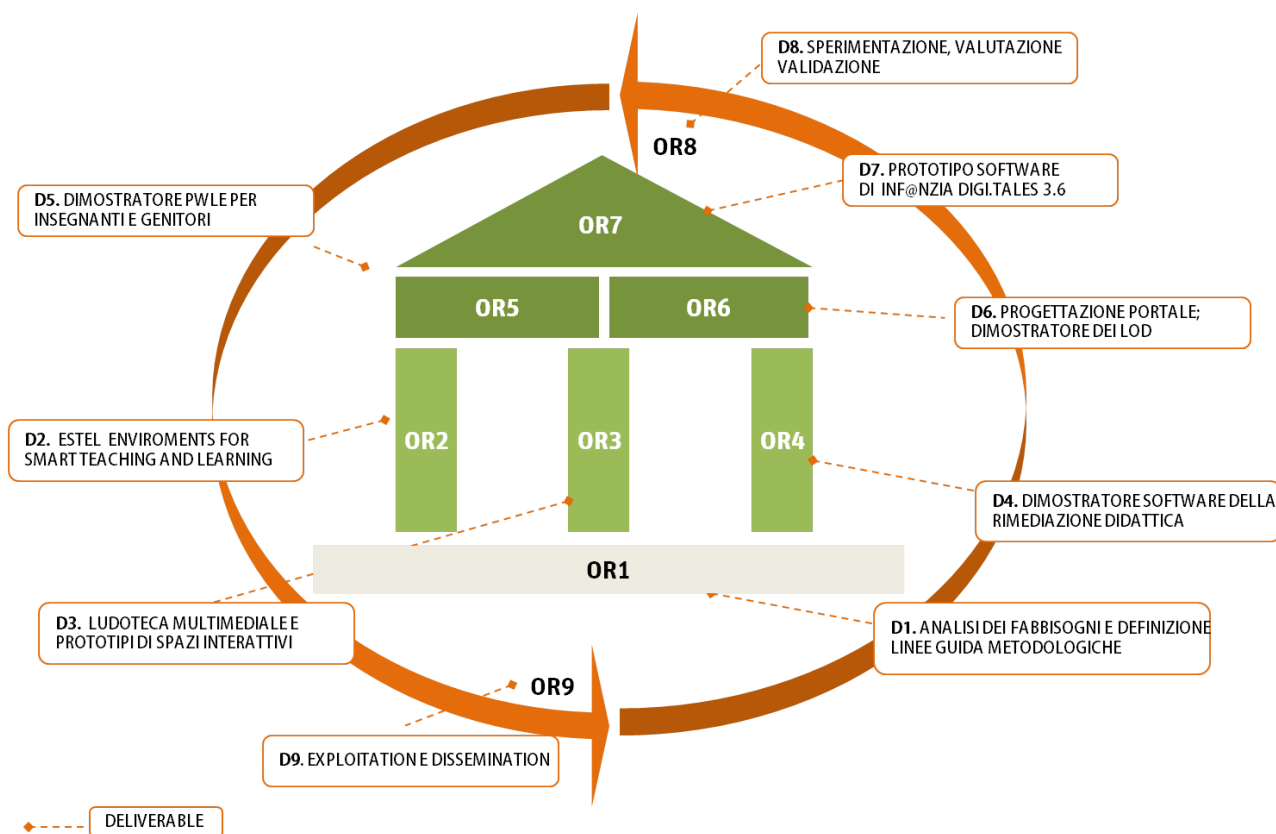 D8. SPERIMENTAZIONE, VALUTAZIONE
VALIDAZIONE
OR8
D7. PROTOTIPO SOFTWARE
DI INF@NZIA DIGI.TALES 3.6
D5. DIMOSTRATORE PWLE PER
INSEGNANTI E GENITORI
OR7
OR5
OR6
D6. PROGETTAZIONE PORTALE;
DIMOSTRATORE DEI LOD
D2. ESTEL ENVIROMENTS FOR
SMART TEACHING AND LEARNING
OR2
OR3
OR4
D4. DIMOSTRATORE SOFTWARE DELLA
RIMEDIAZIONE DIDATTICA
OR1
D3. LUDOTECA MULTIMEDIALE E
PROTOTIPI DI SPAZI INTERATTIVI
D1. ANALISI DEI FABBISOGNI E DEFINIZIONE
LINEE GUIDA METODOLOGICHE
OR9
D9. EXPLOITATION E DISSEMINATION
DELIVERABLE